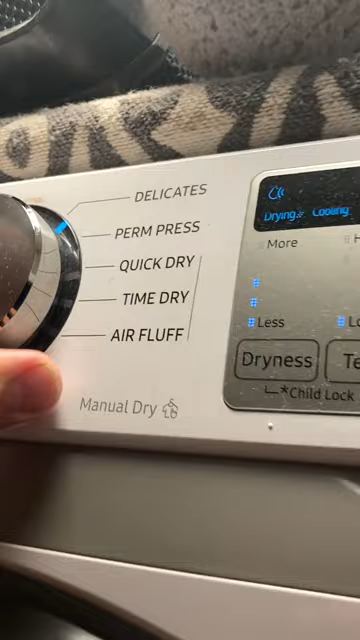 DELICATES
PERM PRESS
QUICK DRY
TIME DRY
AIR FLUFF
Manual Dry
Drying Cooling
More
Less
Dryness
*Child Lock